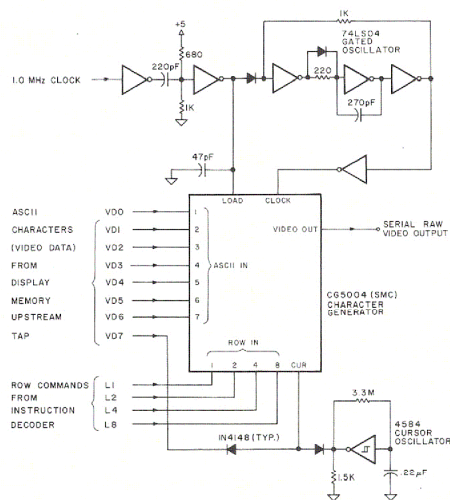 +5
1K
680
74LS04
GATED
OSCILLATOR
220pF
1.0 MHz CLOCK
220
1K
270pF
47pF
LOAD CLOCK
ASCII VD0 1
CHARACTERS VD1 2
VIDEO OUT
SERIAL RAW
VIDEO OUTPUT
(VIDEO DATA) VD2 3
FROM VD3 4
ASCII IN
DISPLAY VD4 5
CG5004 (SMC)
CHARACTER
GENERATOR
MEMORY VD5 6
UPSTREAM VD6 7
TAP VD7
ROW IN
1 2 4 8 CUR
ROW COMMANDS L1
FROM L2
INSTRUCTION L4
DECODER L8
3.3M
4584
CURSOR
OSCILLATOR
IN4148 (TYP.)
1.5K
.22µF